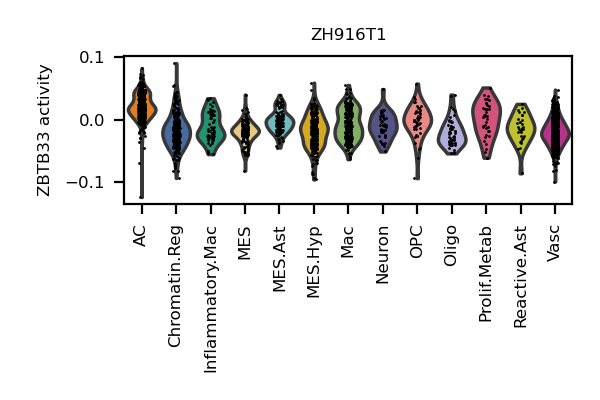 ZH916T1
ZBTB33 activity
0.1
0.0
−0.1
AC
Chromatin.Reg
Inflammatory.Mac
MES
MES.Ast
MES.Hyp
Mac
Neuron
OPC
Oligo
Prolif.Metab
Reactive.Ast
Vasc